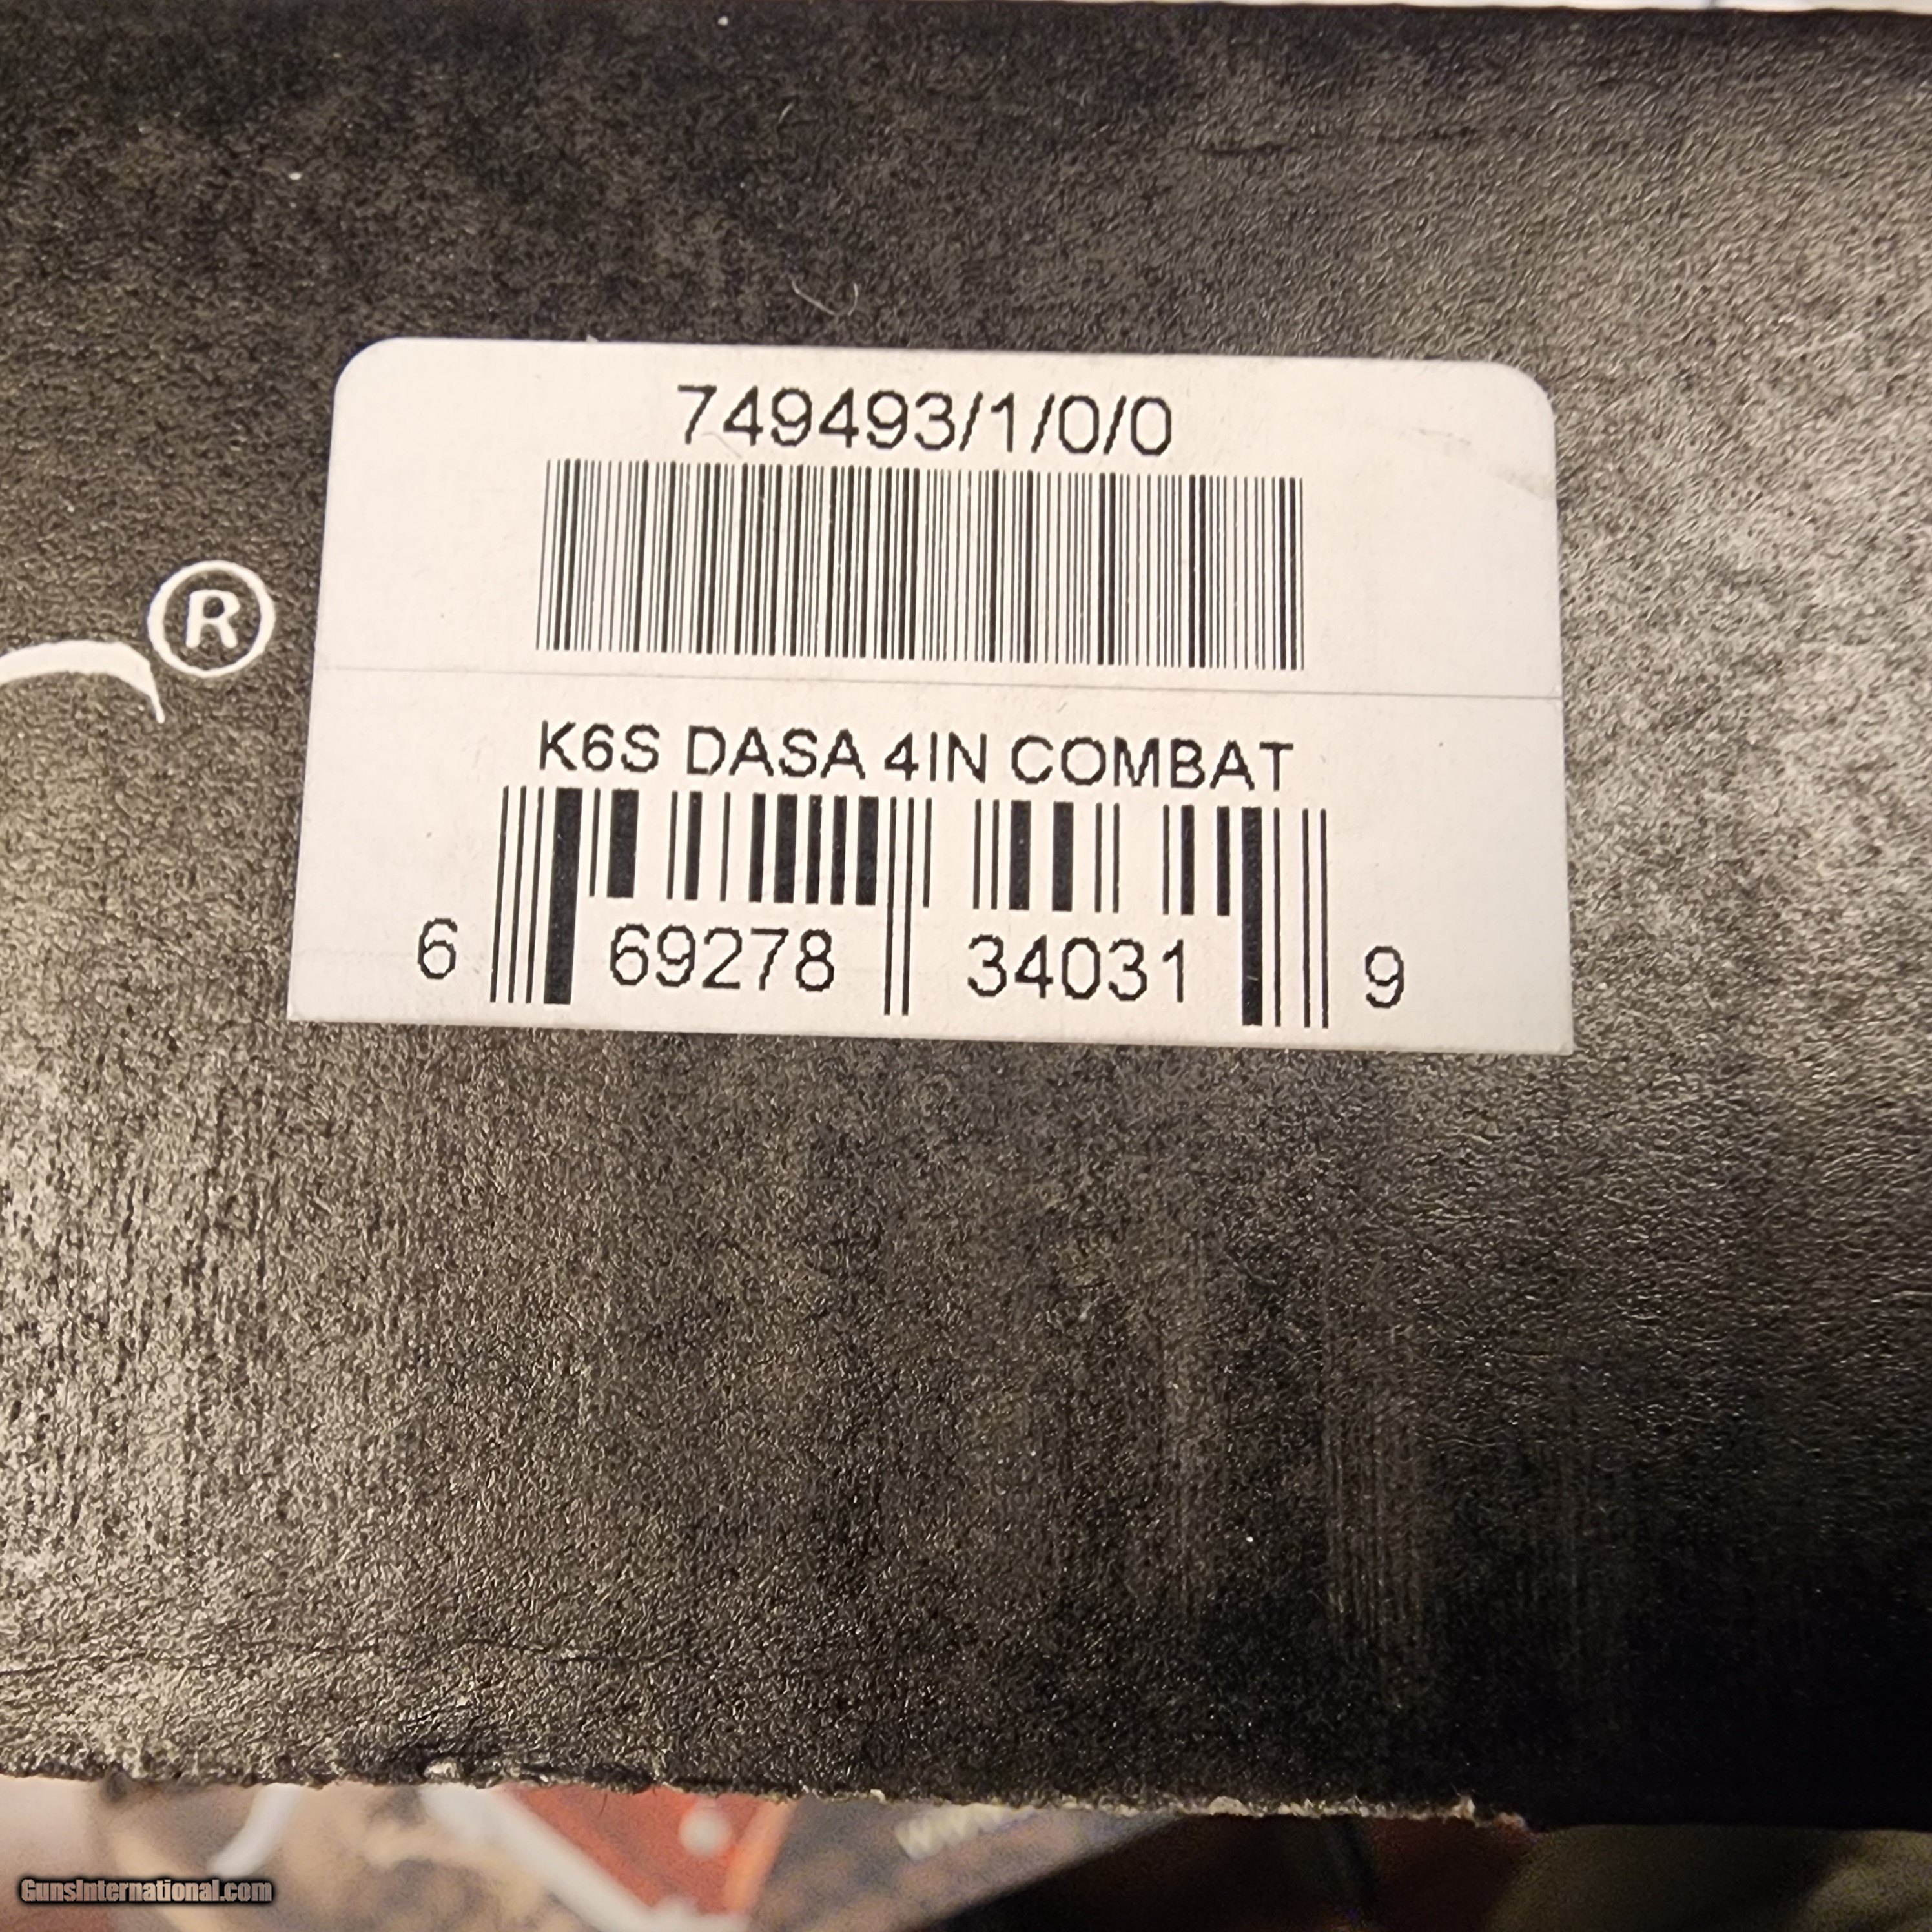 749493/1/0/0
®
K6S DASA 4IN COMBAT
6 69278 34031 9
GunsInternational.com